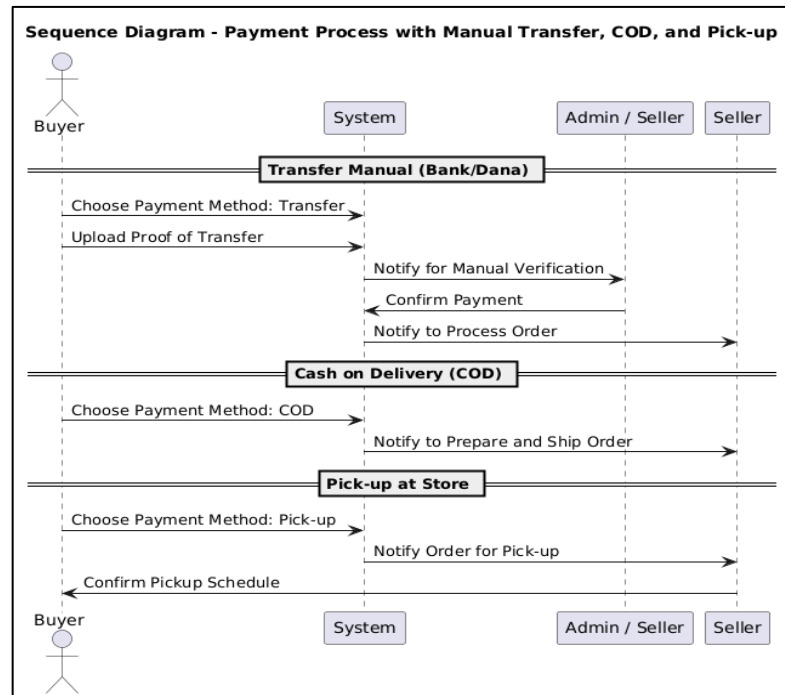 Sequence Diagram - Payment Process with Manual Transfer, COD, and Pick-up
Buyer
System
Admin / Seller
Seller
Transfer Manual (Bank/Dana)
Choose Payment Method: Transfer
Upload Proof of Transfer
Notify for Manual Verification
Confirm Payment
Notify to Process Order
Cash on Delivery (COD)
Choose Payment Method: COD
Notify to Prepare and Ship Order
Pick-up at Store
Choose Payment Method: Pick-up
Notify Order for Pick-up
Confirm Pickup Schedule
Buyer
System
Admin / Seller
Seller